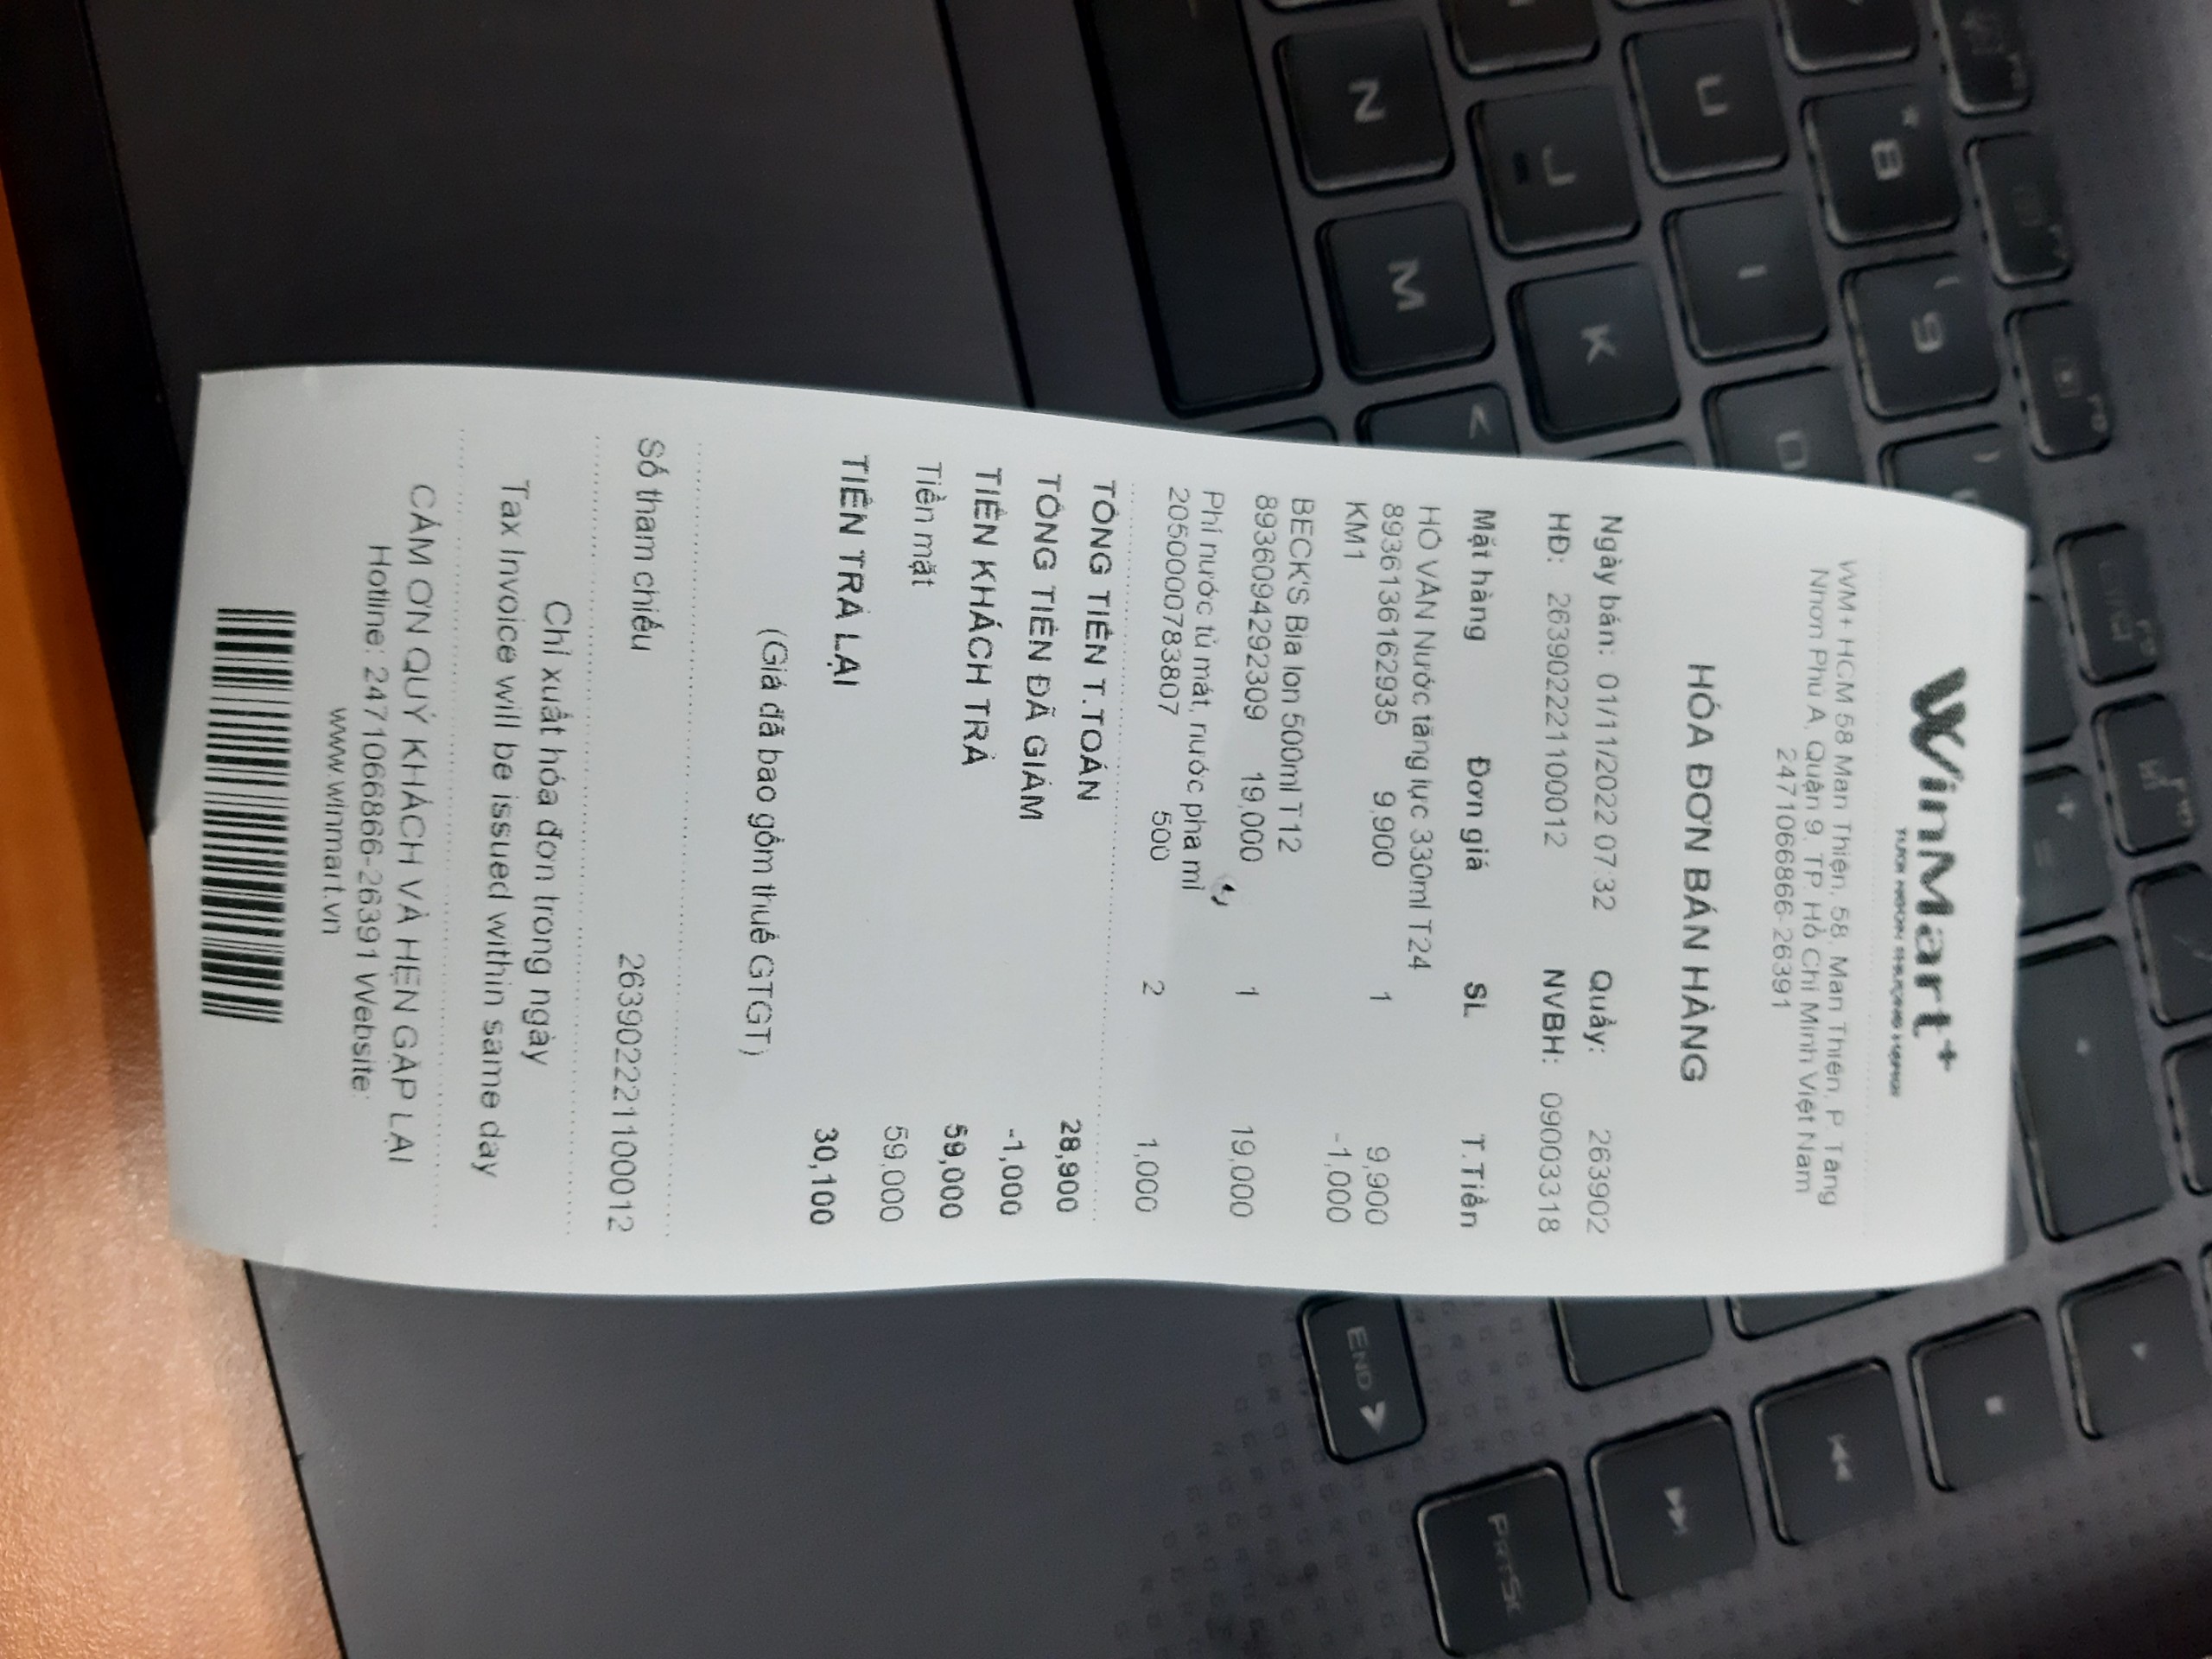 WinMart+
TƯƠI NGON THƯỢNG HẠNG!
WM+ HCM 58 Man Thiện, 58, Man Thiện, P. Tăng
Nhơn Phú A, Quận 9, TP. Hồ Chí Minh Việt Nam
2471066866-26391
HÓA ĐƠN BÁN HÀNG
Ngày bán: 01/11/2022 07:32 Quầy: 263902
HĐ: 263902221100012 NVBH: 09003318
Mặt hàng Đơn giá SL T.Tiền
HỔ VẰN Nước tăng lực 330ml T24
8936136162935 9,900 1 9,900
KM1 -1,000
BECK'S Bia lon 500ml T12
8936094292309 19,000 1 19,000
Phí nước tủ mát, nước pha mì
2050000783807 500 2 1,000
TỔNG TIỀN T.TOÁN 28,900
TỔNG TIỀN ĐÃ GIẢM -1,000
TIỀN KHÁCH TRẢ 59,000
Tiền mặt 59,000
TIỀN TRẢ LẠI 30,100
(Giá đã bao gồm thuế GTGT)
Số tham chiếu 263902221100012
Chỉ xuất hóa đơn trong ngày
Tax Invoice will be issued within same day
CẢM ƠN QUÝ KHÁCH VÀ HẸN GẶP LẠI
Hotline: 2471066866-26391 Website:
www.winmart.vn
* 8
( 9
)
+ =
U
I
O
J
K
N
M
<
PrtSc
End